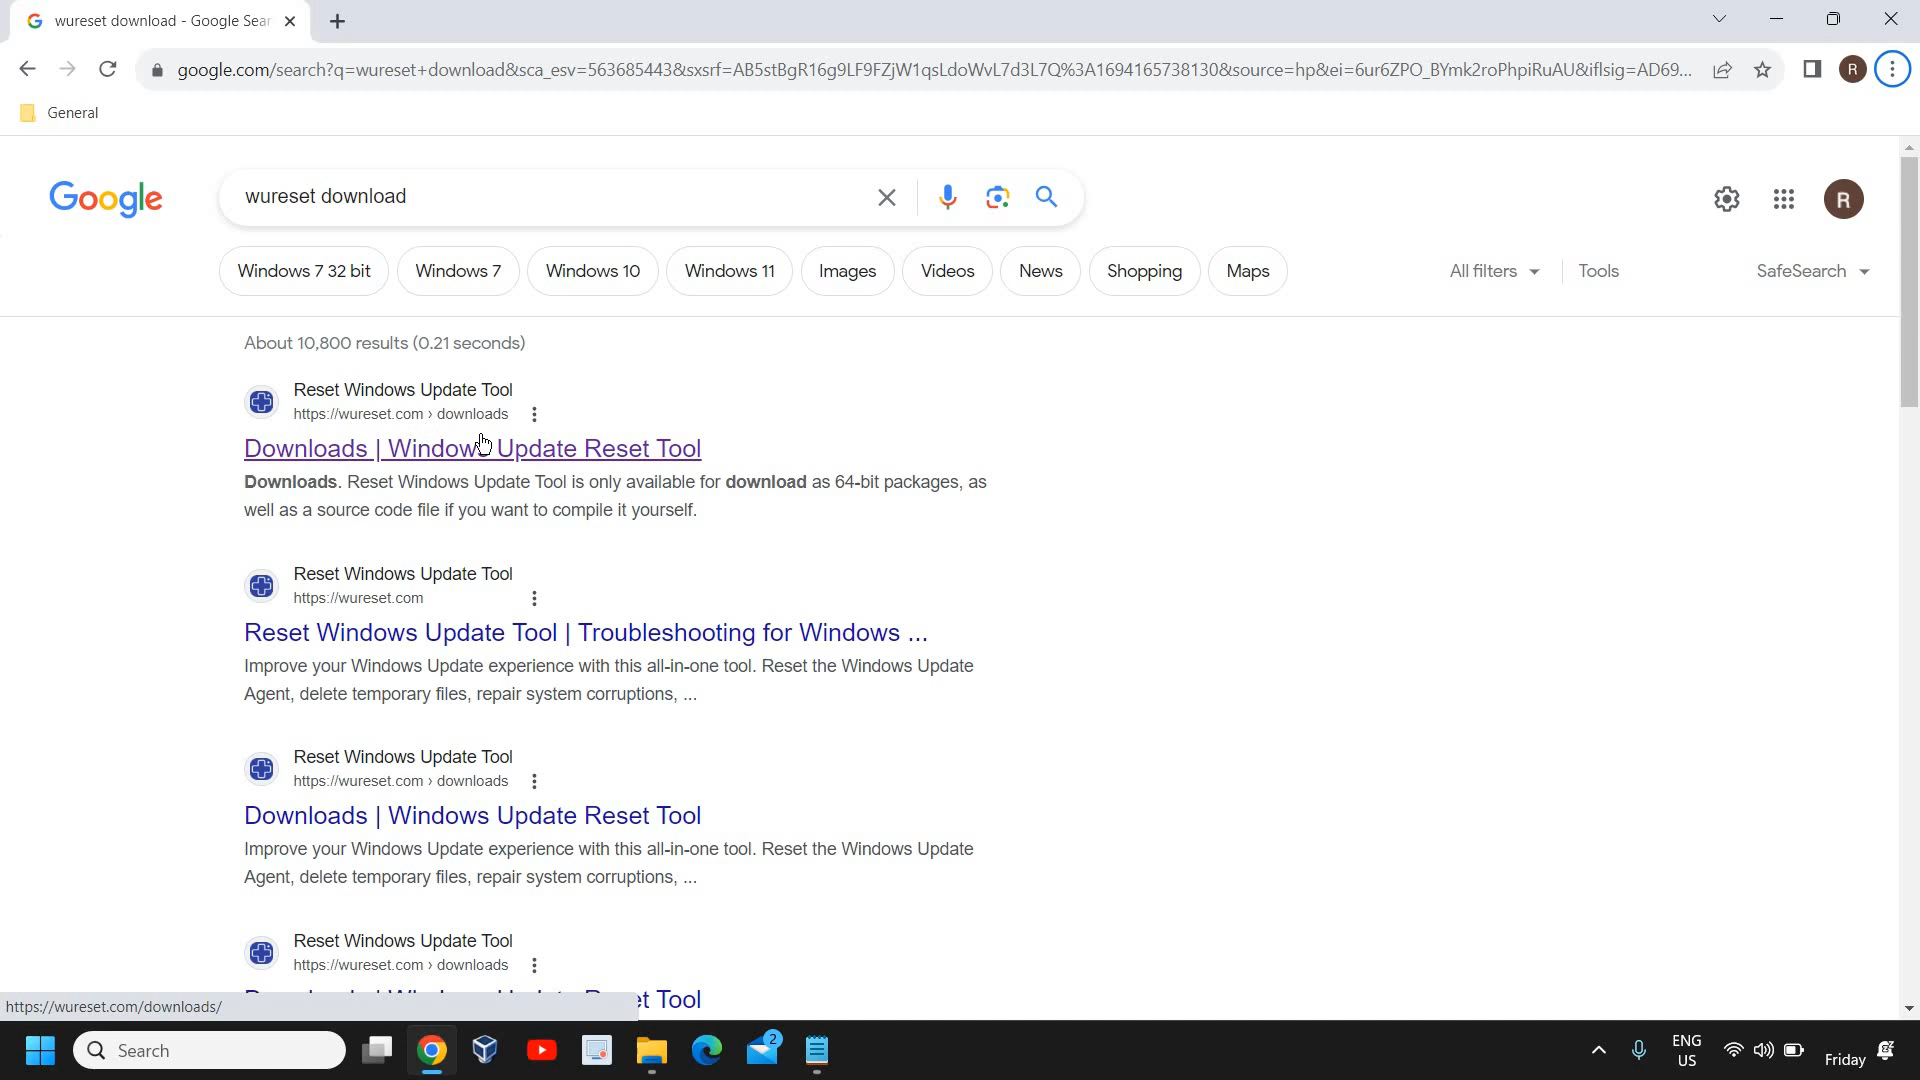 wureset download - Google Sear
google.com/search?q=wureset+download&sca_esv=563685443&sxsrf=AB5stBgR16g9LF9FZjW1qsLdoWvL7d3L7Q%3A1694165738130&source=hp&ei=6ur6ZPO_BYmk2roPhpiRuAU&iflsig=AD69...
R
General
Google
wureset download
R
Windows 7 32 bit
Windows 7
Windows 10
Windows 11
Images
Videos
News
Shopping
Maps
All filters
Tools
SafeSearch
About 10,800 results (0.21 seconds)
Reset Windows Update Tool
https://wureset.com › downloads
Downloads | Windows Update Reset Tool
Downloads. Reset Windows Update Tool is only available for download as 64-bit packages, as
well as a source code file if you want to compile it yourself.
Reset Windows Update Tool
https://wureset.com
Reset Windows Update Tool | Troubleshooting for Windows ...
Improve your Windows Update experience with this all-in-one tool. Reset the Windows Update
Agent, delete temporary files, repair system corruptions, ...
Reset Windows Update Tool
https://wureset.com › downloads
Downloads | Windows Update Reset Tool
Improve your Windows Update experience with this all-in-one tool. Reset the Windows Update
Agent, delete temporary files, repair system corruptions, ...
Reset Windows Update Tool
https://wureset.com › downloads
t Tool
https://wureset.com/downloads/
Search
2
ENG
US
Friday